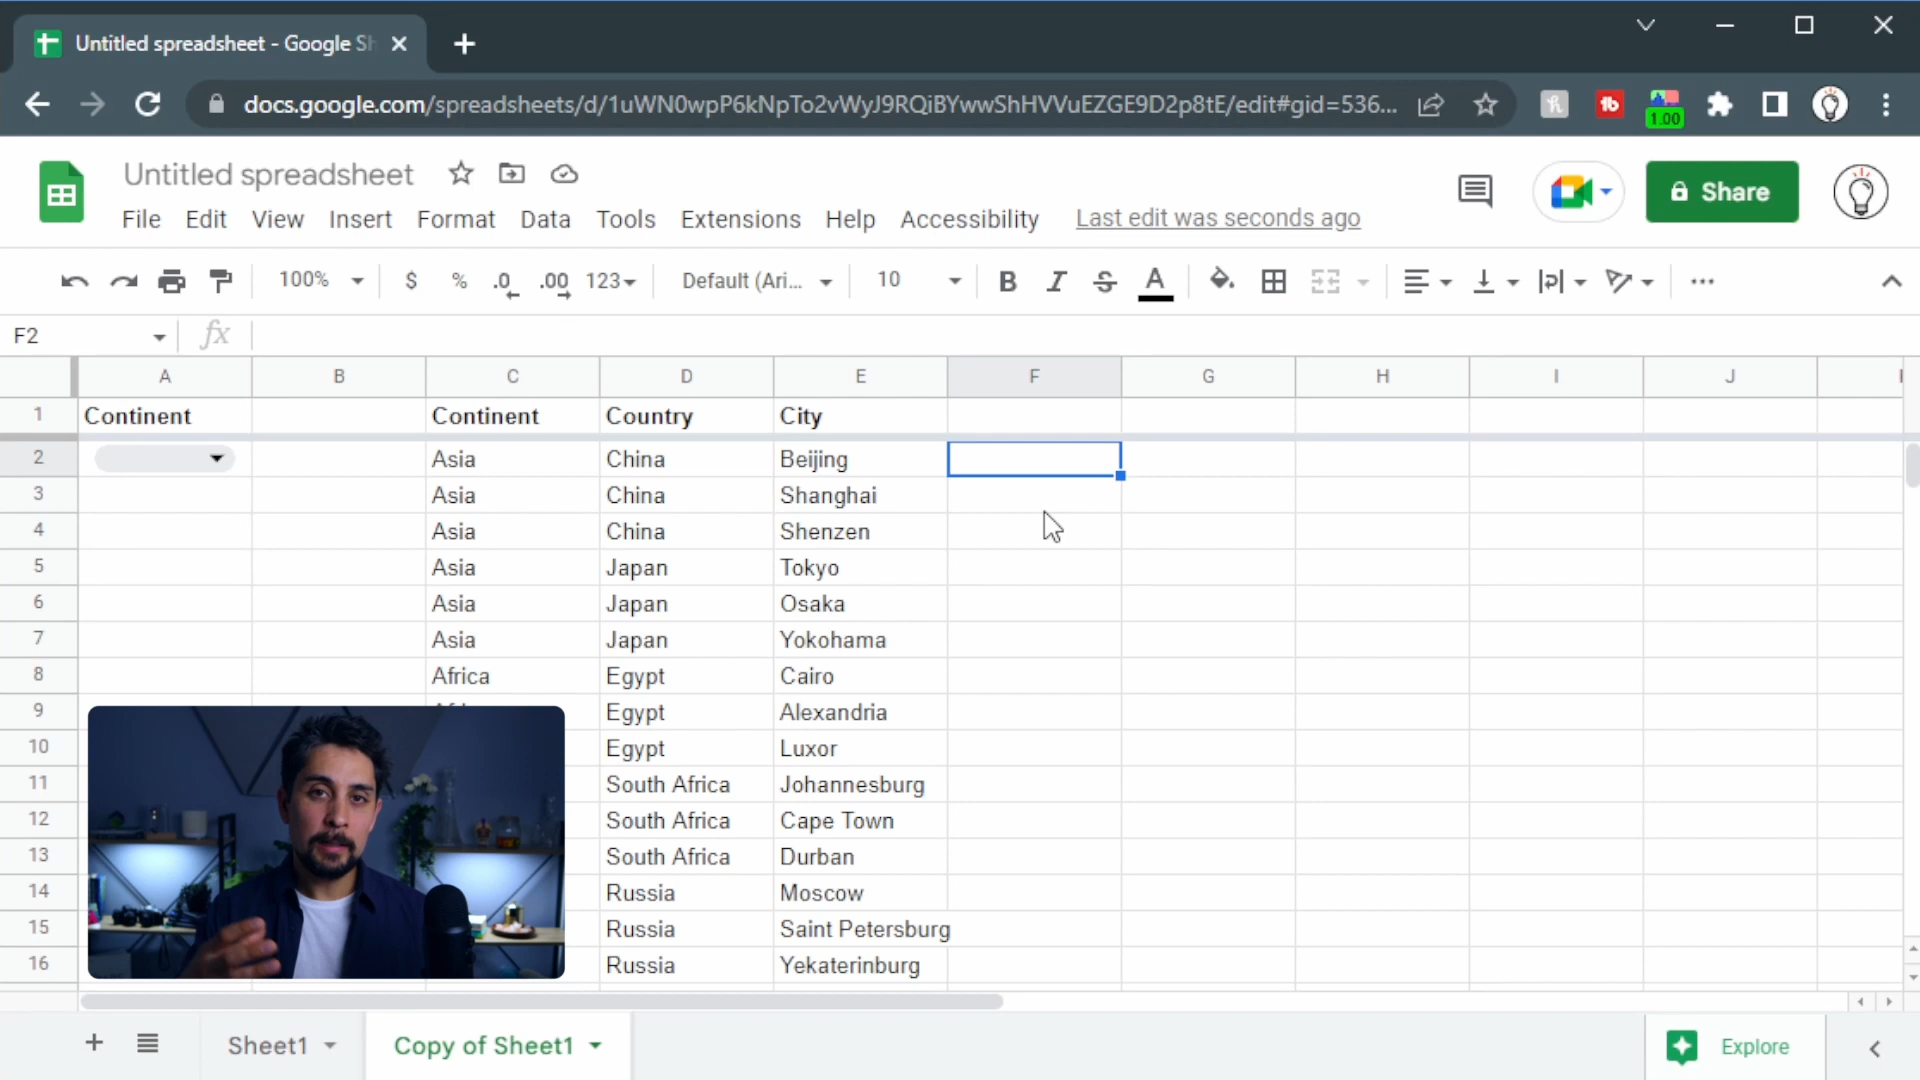 Untitled spreadsheet - Google Sh
docs.google.com/spreadsheets/d/1uWN0wpP6kNpTo2vWyJ9RQiBYwwShHVVuEZGE9D2p8tE/edit#gid=536...
1.00
Untitled spreadsheet
Share
File Edit View Insert Format Data Tools Extensions Help Accessibility Last edit was seconds ago
100% $ % .0 .00 123 Default (Ari... 10 B I S A
F2 fx
A B C D E F G H I J
1 Continent Continent Country City
2 Asia China Beijing
3 Asia China Shanghai
4 Asia China Shenzen
5 Asia Japan Tokyo
6 Asia Japan Osaka
7 Asia Japan Yokohama
8 Africa Egypt Cairo
9 Egypt Alexandria
10 Egypt Luxor
11 South Africa Johannesburg
12 South Africa Cape Town
13 South Africa Durban
14 Russia Moscow
15 Russia Saint Petersburg
16 Russia Yekaterinburg
Sheet1 Copy of Sheet1 Explore